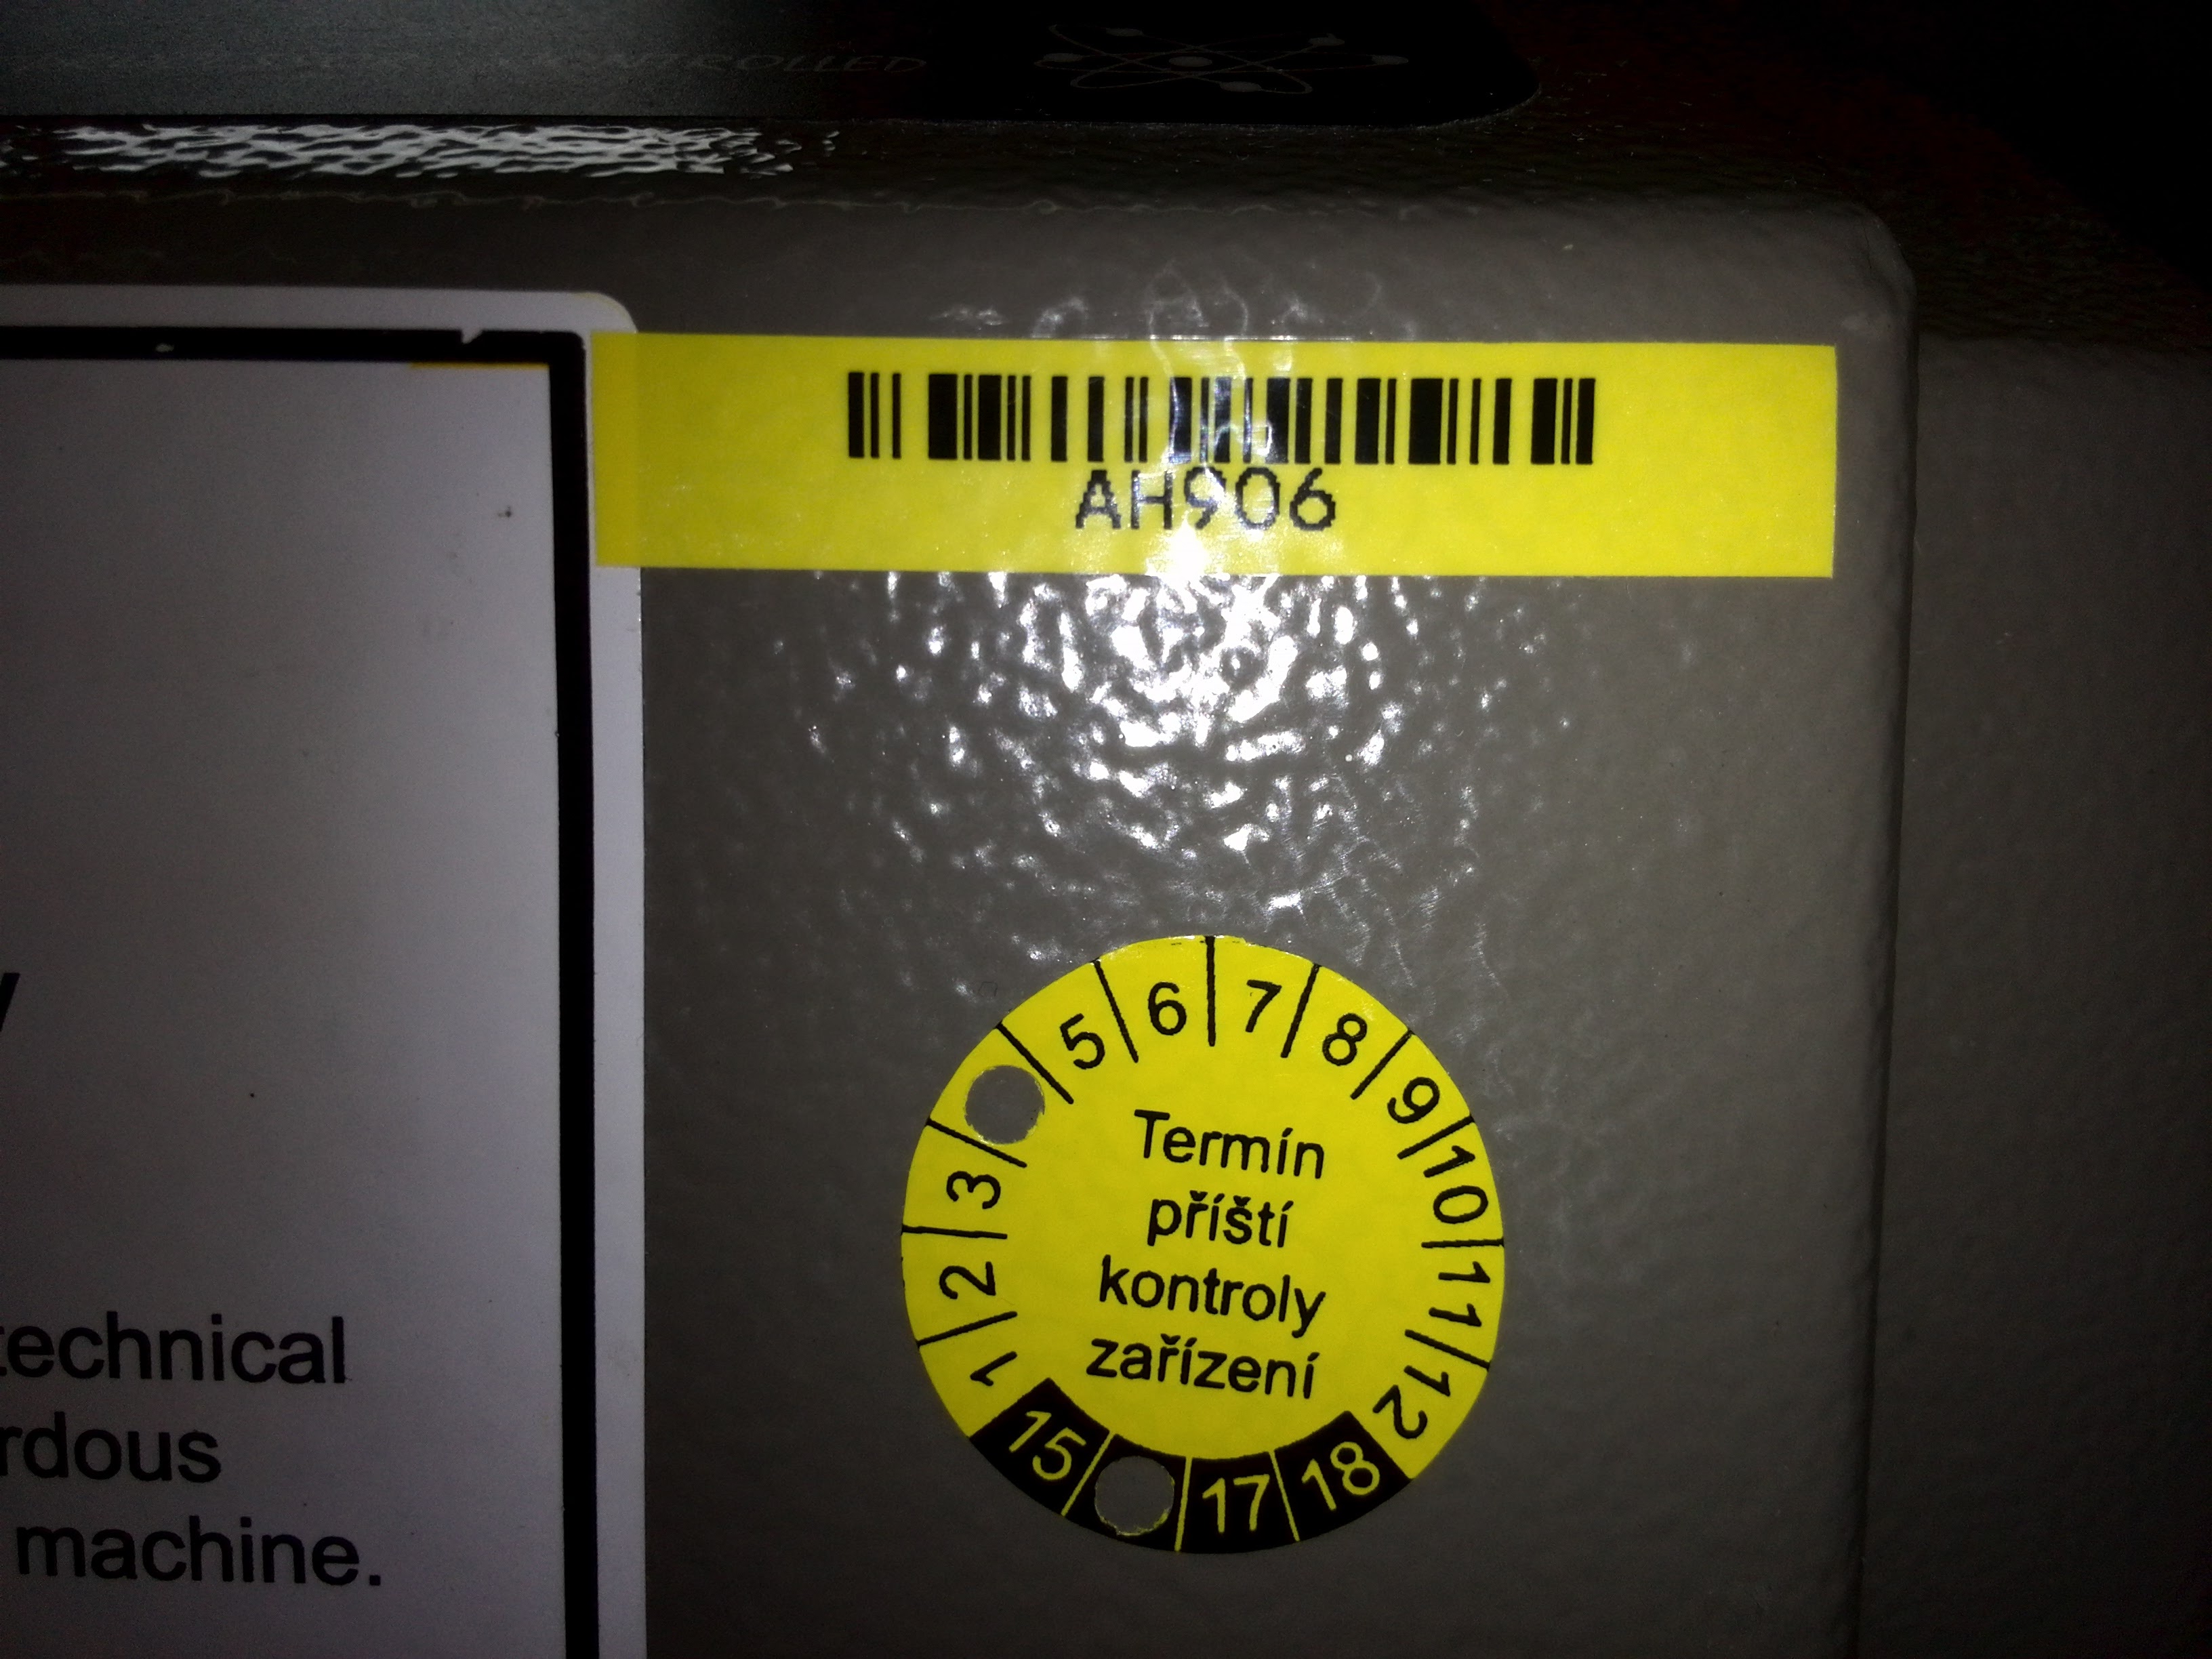 CONTROLLED
AH906
technical
machine.
5 6 7 8 9 10 11 12
3 2 1
Termín
příští
kontroly
zařízení
15 17 18